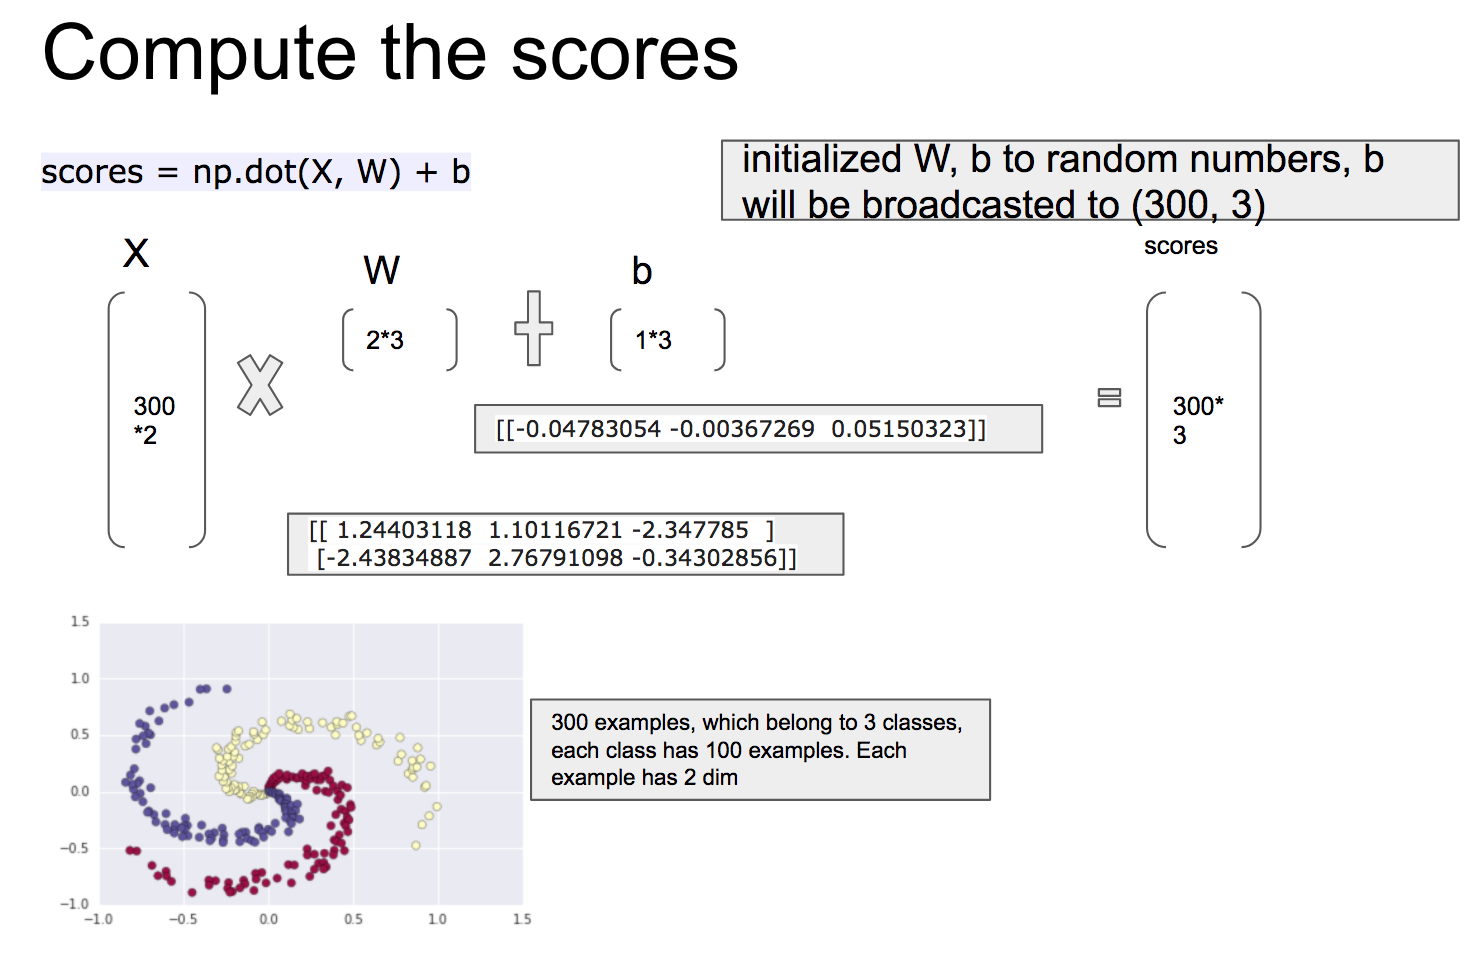 Compute the scores
scores = np.dot(X, W) + b
initialized W, b to random numbers, b
will be broadcasted to (300, 3)
X
W
b
scores
2*3
1*3
300
*2
300*
3
[[-0.04783054 -0.00367269  0.05150323]]
[[ 1.24403118  1.10116721 -2.347785  ]
[-2.43834887  2.76791098 -0.34302856]]
1.5
1.0
0.5
0.0
−0.5
−1.0
−1.0 −0.5 0.0 0.5 1.0 1.5
300 examples, which belong to 3 classes,
each class has 100 examples. Each
example has 2 dim